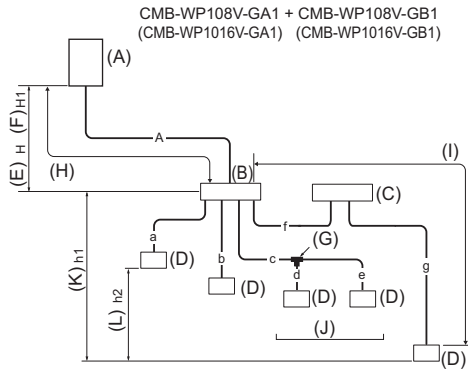 CMB-WP108V-GA1 + CMB-WP108V-GB1
(CMB-WP1016V-GA1) (CMB-WP1016V-GB1)
(A)
(E) H (F) H1
A
(H)
(I)
(B)
(C)
f
(G)
a
b
c
d
e
g
(D)
(D)
(D)
(D)
(D)
(K) h1
(L) h2
(J)